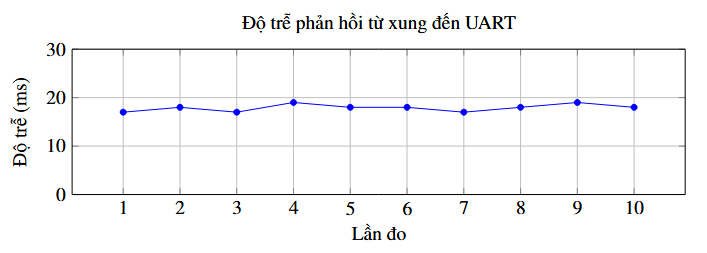 Độ trễ phản hồi từ xung đến UART
30
20
10
0
Độ trễ (ms)
1 2 3 4 5 6 7 8 9 10
Lần đo